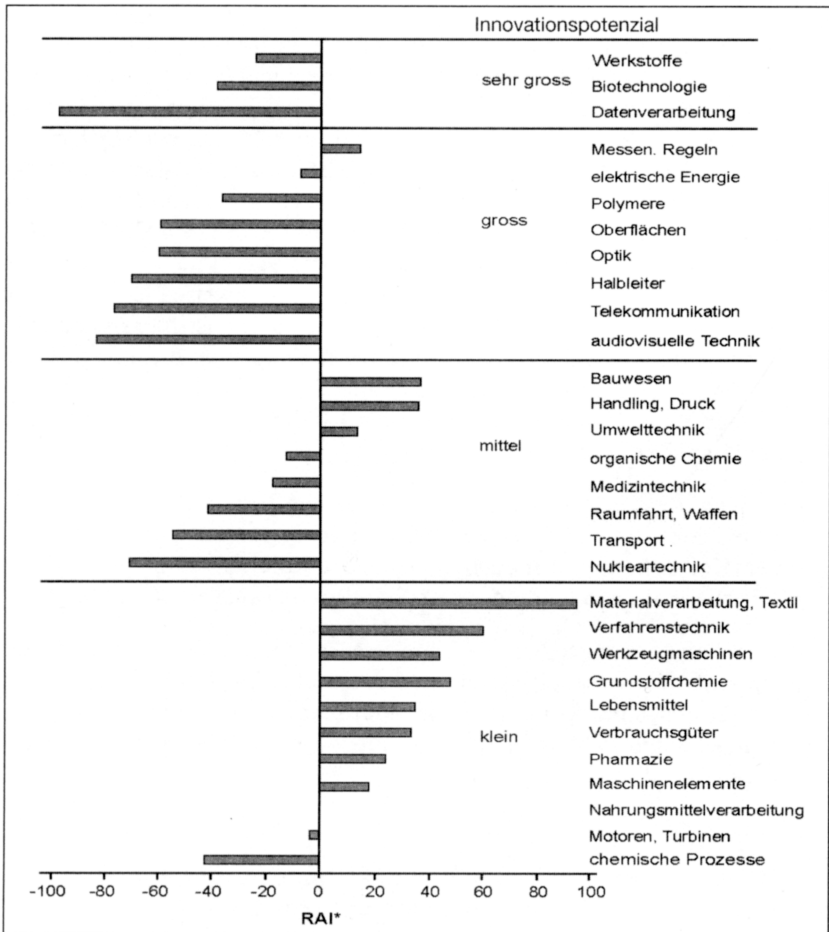 Innovationspotenzial
sehr gross
Werkstoffe
Biotechnologie
Datenverarbeitung
gross
Messen. Regeln
elektrische Energie
Polymere
Oberflächen
Optik
Halbleiter
Telekommunikation
audiovisuelle Technik
mittel
Bauwesen
Handling, Druck
Umwelttechnik
organische Chemie
Medizintechnik
Raumfahrt, Waffen
Transport .
Nukleartechnik
klein
Materialverarbeitung, Textil
Verfahrenstechnik
Werkzeugmaschinen
Grundstoffchemie
Lebensmittel
Verbrauchsgüter
Pharmazie
Maschinenelemente
Nahrungsmittelverarbeitung
Motoren, Turbinen
chemische Prozesse
-100 -80 -60 -40 -20 0 20 40 60 80 100
RAI*